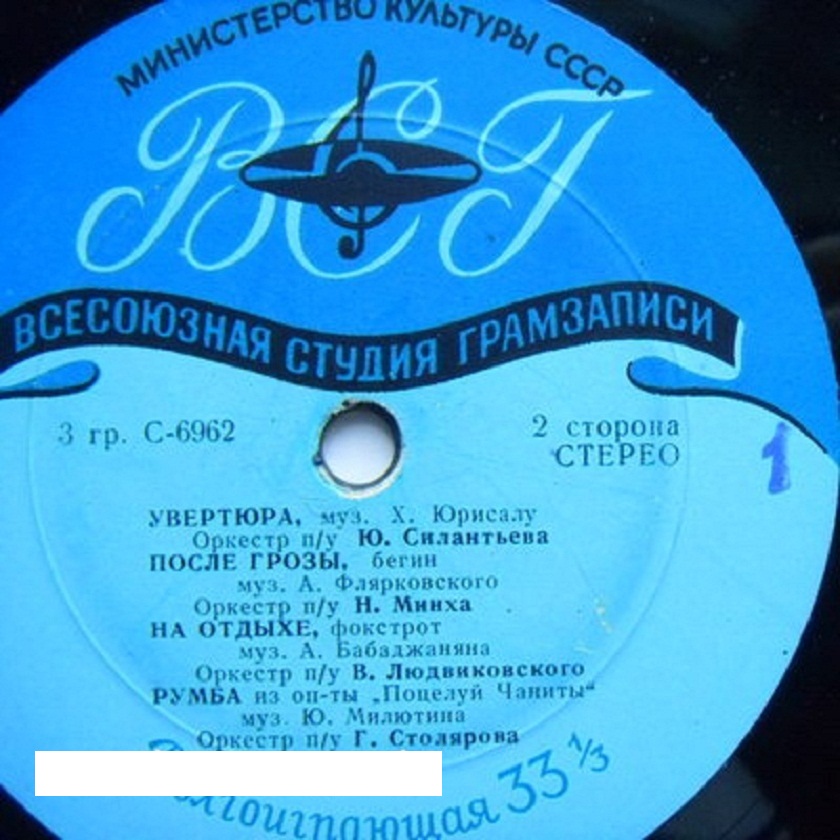 МИНИСТЕРСТВО КУЛЬТУРЫ СССР
ВСГ
ВСЕСОЮЗНАЯ СТУДИЯ ГРАМЗАПИСИ
3 гр. С-6962
2 сторона
СТЕРЕО
1
УВЕРТЮРА, муз. Х. Юрисалу
Оркестр п/у Ю. Силантьева
ПОСЛЕ ГРОЗЫ, бегин
муз. А. Флярковского
Оркестр п/у Н. Минха
НА ОТДЫХЕ, фокстрот
муз. А. Бабаджаняна
Оркестр п/у В. Людвиковского
РУМБА из оп-ты „Поцелуй Чаниты"
муз. Ю. Милютина
Оркестр п/у Г. Столярова
33⅓